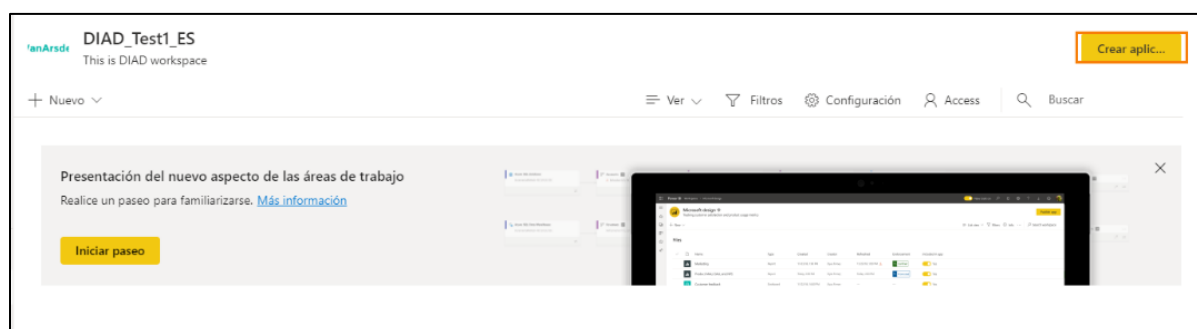 DIAD_Test1_ES
This is DIAD workspace
Crear aplic...
Nuevo
Ver
Filtros
Configuración
Access
Buscar
Presentación del nuevo aspecto de las áreas de trabajo
Realice un paseo para familiarizarse. Más información
Iniciar paseo